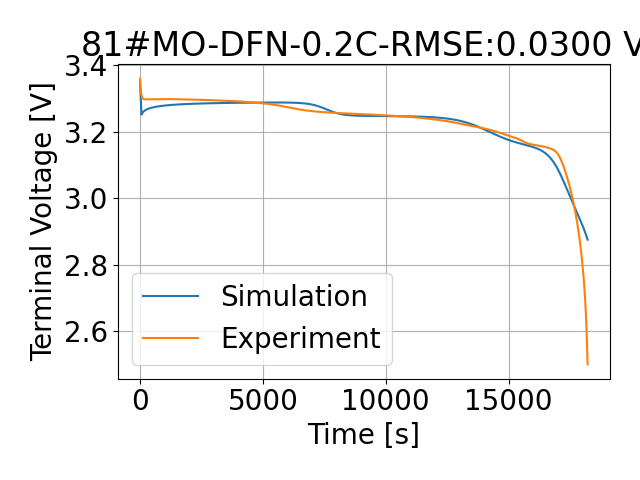 81#MO-DFN-0.2C-RMSE:0.0300 V
3.4
3.2
3.0
2.8
2.6
Terminal Voltage [V]
Simulation
Experiment
0 5000 10000 15000
Time [s]